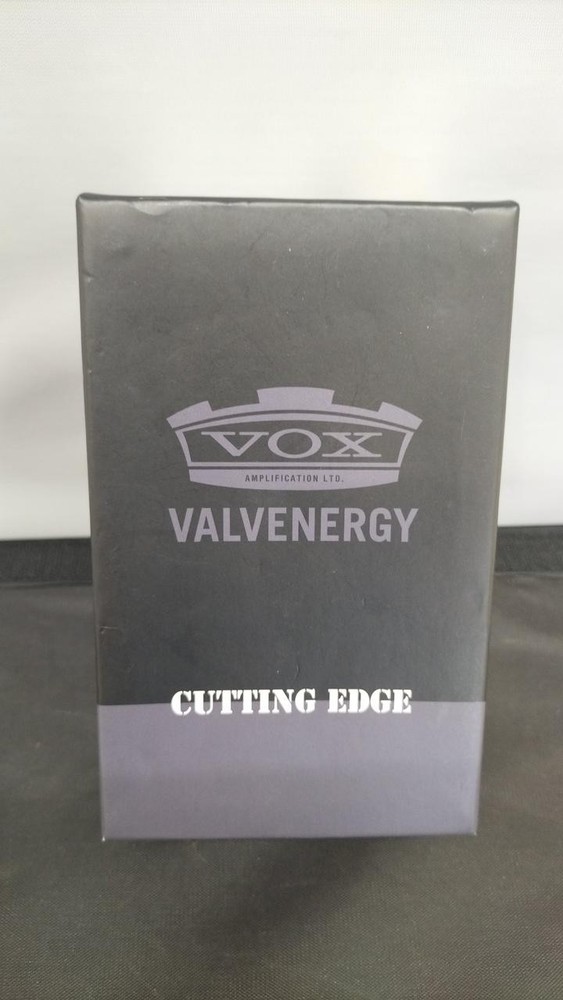 VOX
AMPLIFICATION LTD.
VALVENERGY
CUTTING EDGE